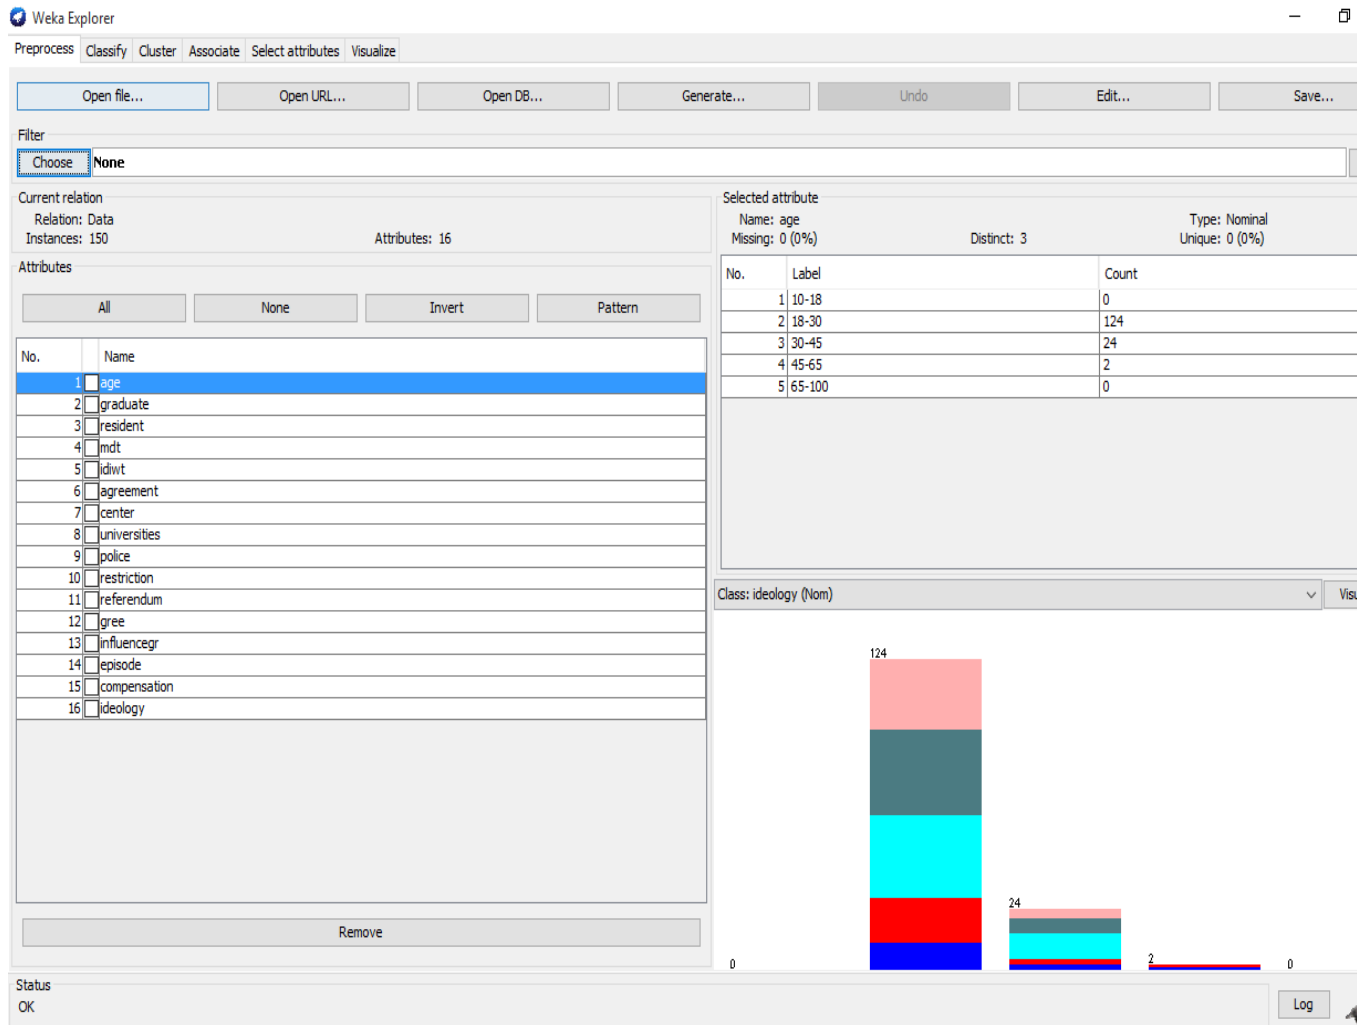 Weka Explorer
Preprocess Classify Cluster Associate Select attributes Visualize
Open file... Open URL... Open DB... Generate... Undo Edit... Save...
Filter
Choose None
Current relation
Relation: Data
Instances: 150 Attributes: 16
Selected attribute
Name: age Type: Nominal
Missing: 0 (0%) Distinct: 3 Unique: 0 (0%)
Attributes
All None Invert Pattern
No. Name
1 age
2 graduate
3 resident
4 mdt
5 idiwt
6 agreement
7 center
8 universities
9 police
10 restriction
11 referendum
12 gree
13 influencegr
14 episode
15 compensation
16 ideology
Remove
No. Label Count
1 10-18 0
2 18-30 124
3 30-45 24
4 45-65 2
5 65-100 0
Class: ideology (Nom) Visu
0 124 24 2 0
Status
OK
Log